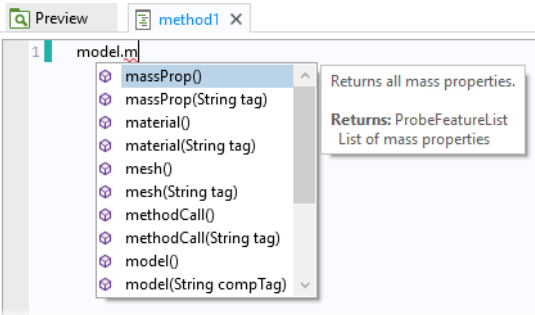 Preview
method1
1
model.m
massProp()
massProp(String tag)
material()
material(String tag)
mesh()
mesh(String tag)
methodCall()
methodCall(String tag)
model()
model(String compTag)
Returns all mass properties.
Returns: ProbeFeatureList
List of mass properties